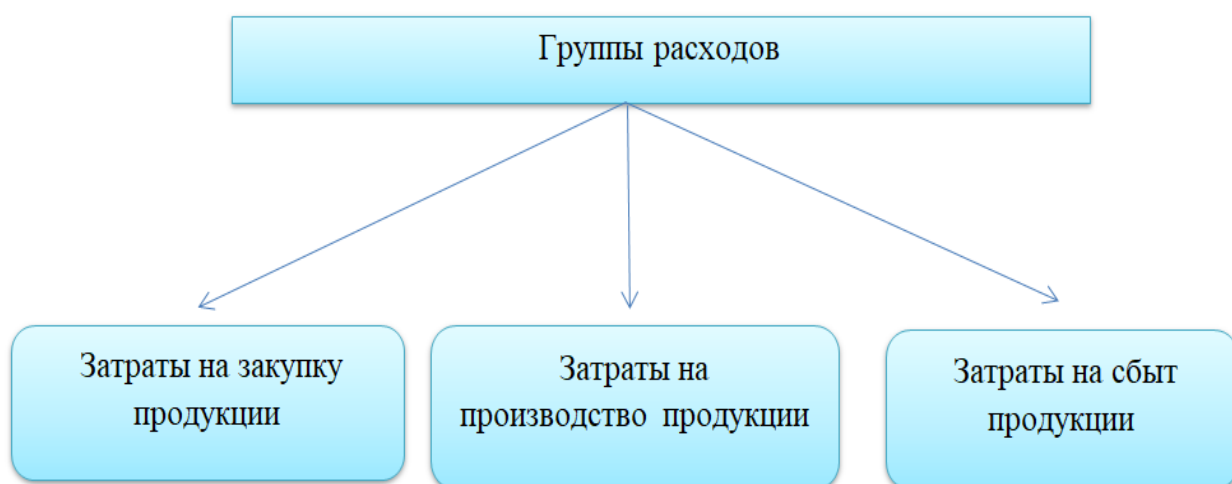 Группы расходов
Затраты на закупку
продукции
Затраты на
производство продукции
Затраты на сбыт
продукции